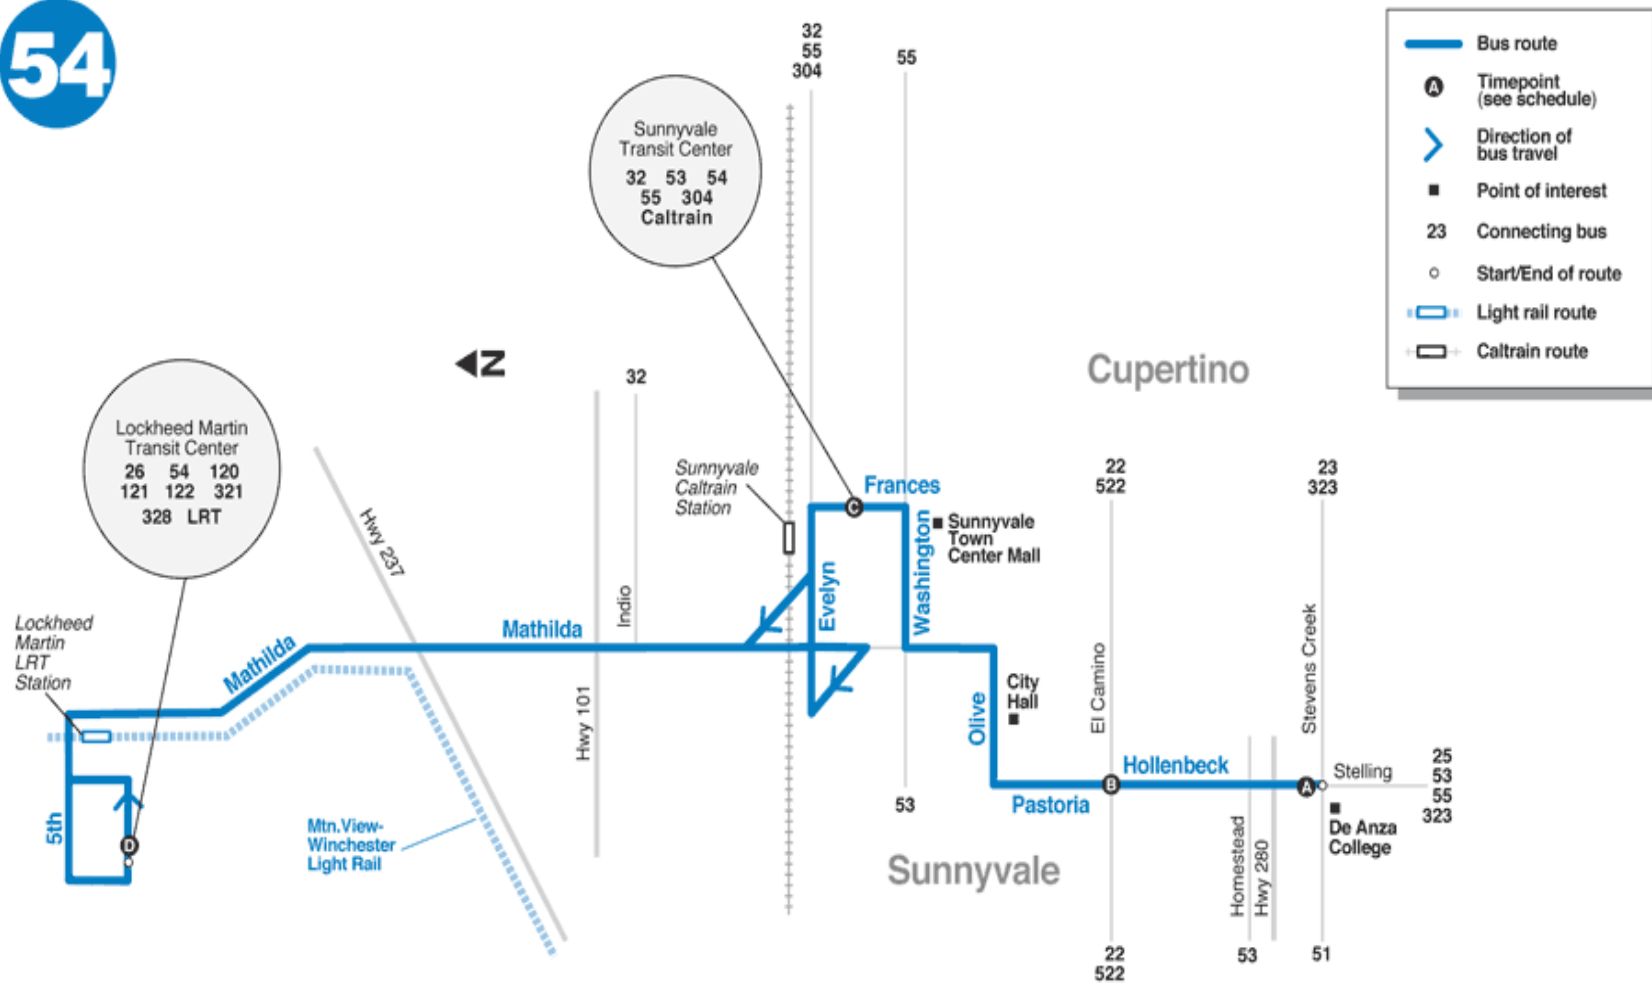 54
32
55
304
55
Sunnyvale
Transit Center
32 53 54
55 304
Caltrain
Bus route
A
Timepoint
(see schedule)
Direction of
bus travel
Point of interest
23
Connecting bus
Start/End of route
Light rail route
Caltrain route
N
32
Cupertino
Lockheed Martin
Transit Center
26 54 120
121 122 321
328 LRT
Hwy 237
Sunnyvale
Caltrain
Station
22
522
23
323
Frances
C
Sunnyvale
Town
Center Mall
Washington
Evelyn
Indio
Mathilda
Lockheed
Martin
LRT
Station
Mathilda
Hwy 101
City
Hall
Olive
El Camino
Stevens Creek
Hollenbeck
B
Pastoria
A
Stelling
25
53
55
323
De Anza
College
53
5th
D
Mtn.View-
Winchester
Light Rail
Sunnyvale
Homestead
Hwy 280
22
522
53
51